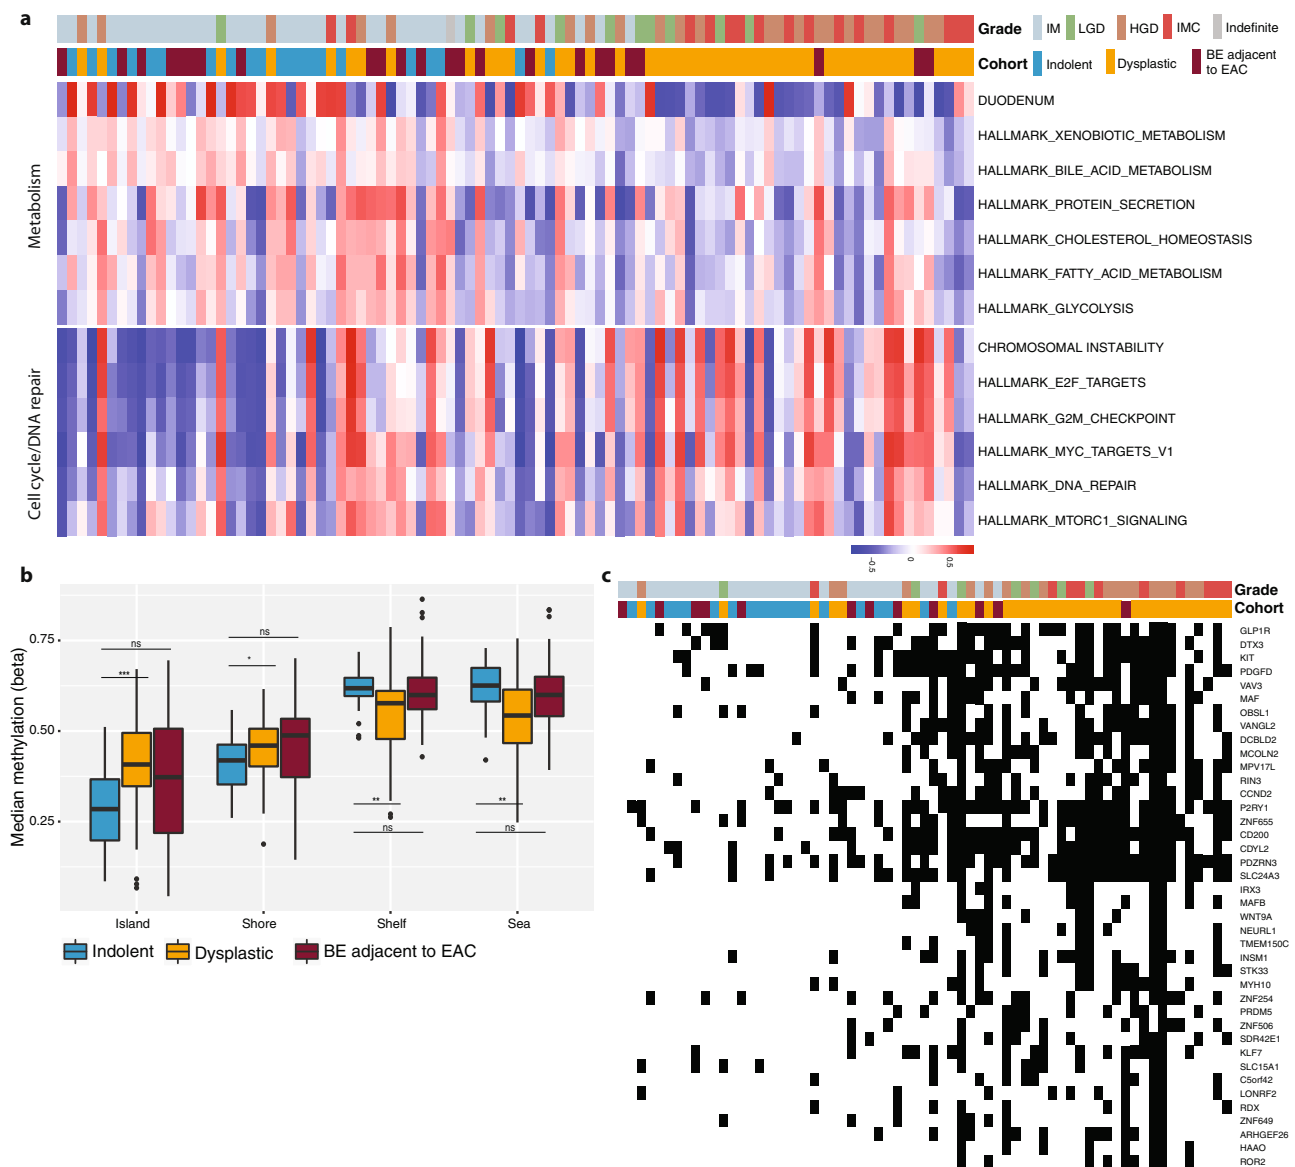 a
Grade IM LGD HGD IMC Indefinite
Cohort Indolent Dysplastic BE adjacent to EAC
Metabolism
DUODENUM
HALLMARK_XENOBIOTIC_METABOLISM
HALLMARK_BILE_ACID_METABOLISM
HALLMARK_PROTEIN_SECRETION
HALLMARK_CHOLESTEROL_HOMEOSTASIS
HALLMARK_FATTY_ACID_METABOLISM
HALLMARK_GLYCOLYSIS
Cell cycle/DNA repair
CHROMOSOMAL INSTABILITY
HALLMARK_E2F_TARGETS
HALLMARK_G2M_CHECKPOINT
HALLMARK_MYC_TARGETS_V1
HALLMARK_DNA_REPAIR
HALLMARK_MTORC1_SIGNALING
-0.5 0 0.5
b
Median methylation (beta)
0.75
0.50
0.25
ns
***
ns
*
**
ns
**
ns
Island Shore Shelf Sea
Indolent Dysplastic BE adjacent to EAC
c
Grade
Cohort
GLP1R
DTX3
KIT
PDGFD
VAV3
MAF
OBSL1
VANGL2
DCBLD2
MCOLN2
MPV17L
RIN3
CCND2
P2RY1
ZNF655
CD200
CDYL2
PDZRN3
SLC24A3
IRX3
MAFB
WNT9A
NEURL1
TMEM150C
INSM1
STK33
MYH10
ZNF254
PRDM5
ZNF506
SDR42E1
KLF7
SLC15A1
C5orf42
LONRF2
RDX
ZNF649
ARHGEF26
HAAO
ROR2